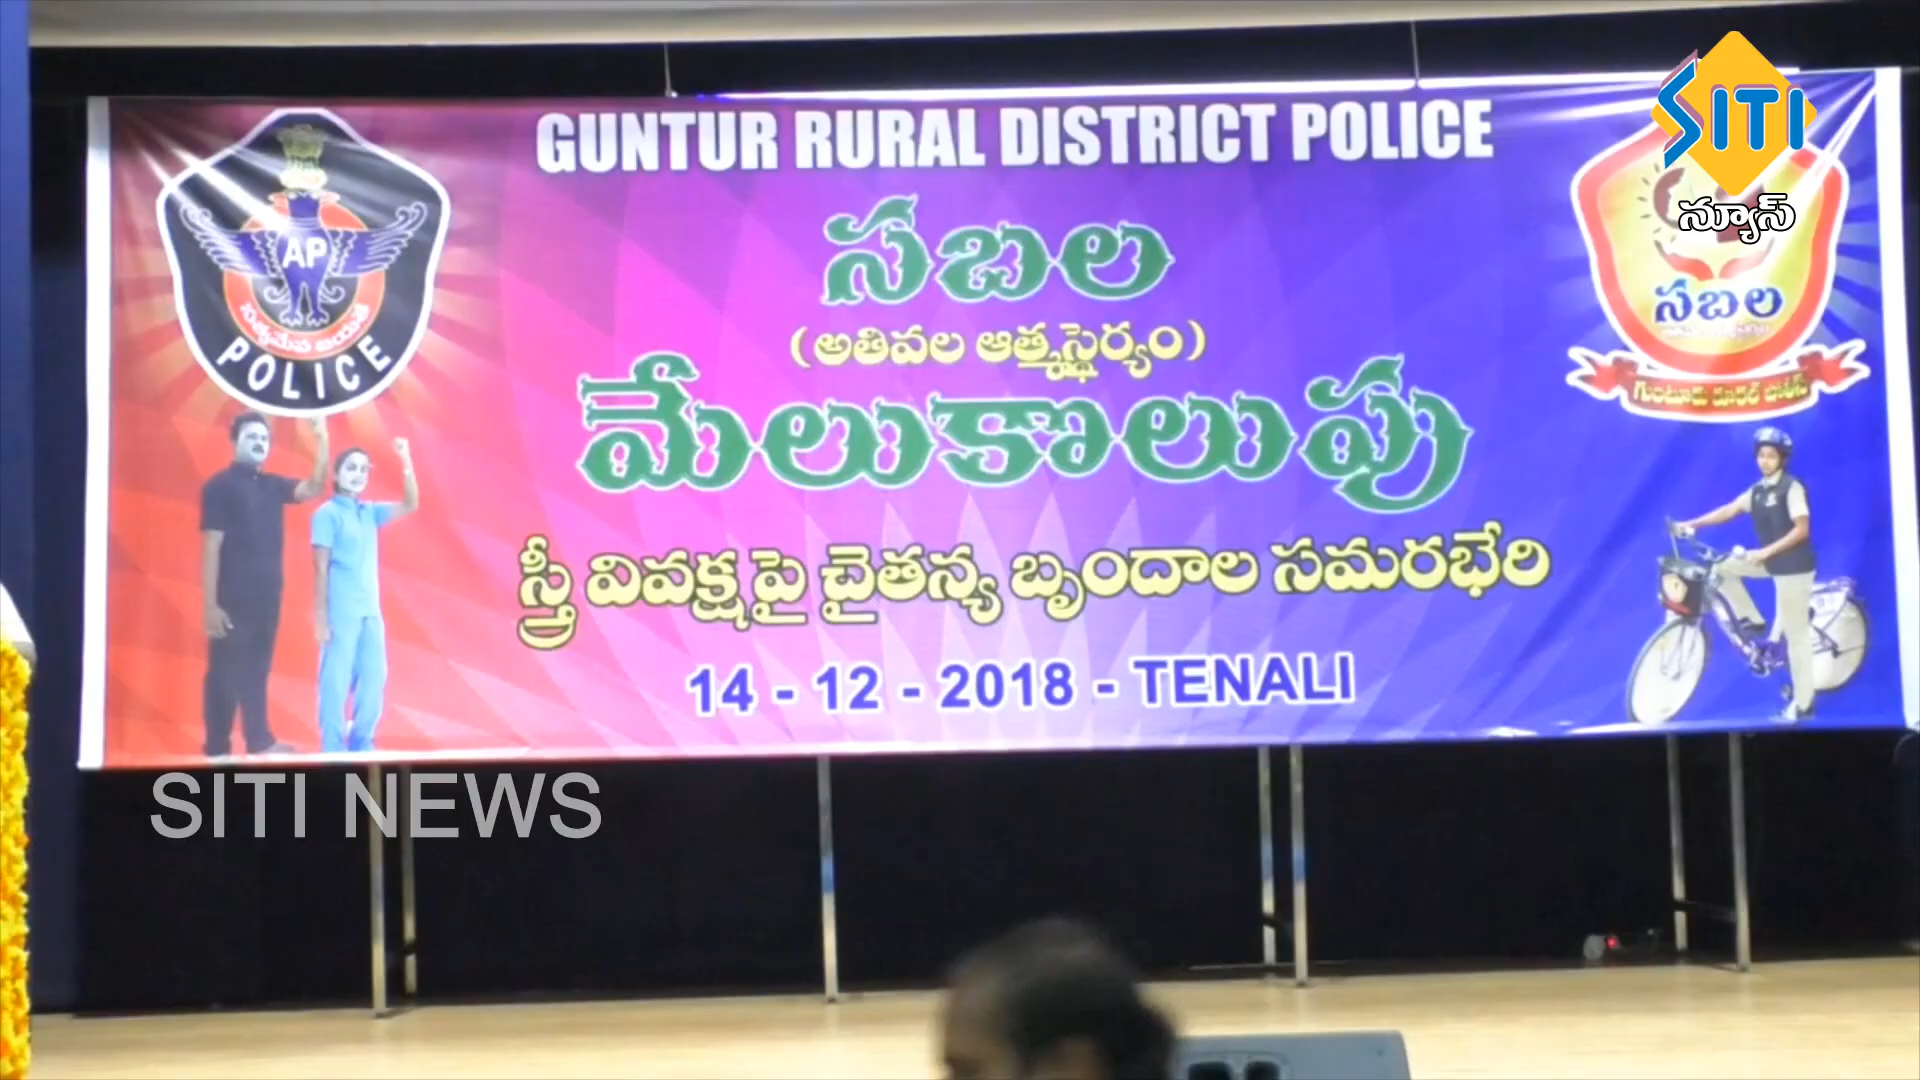 SITI
న్యూస్
GUNTUR RURAL DISTRICT POLICE
AP
POLICE
సబల
(అతివల ఆత్మస్థైర్యం)
మేలుకొలుపు
స్త్రీ వివక్షపై చైతన్య బృందాల సమరభేరి
14 - 12 - 2018 - TENALI
సబల
గుంటూరు రూరల్ పోలీస్
SITI NEWS